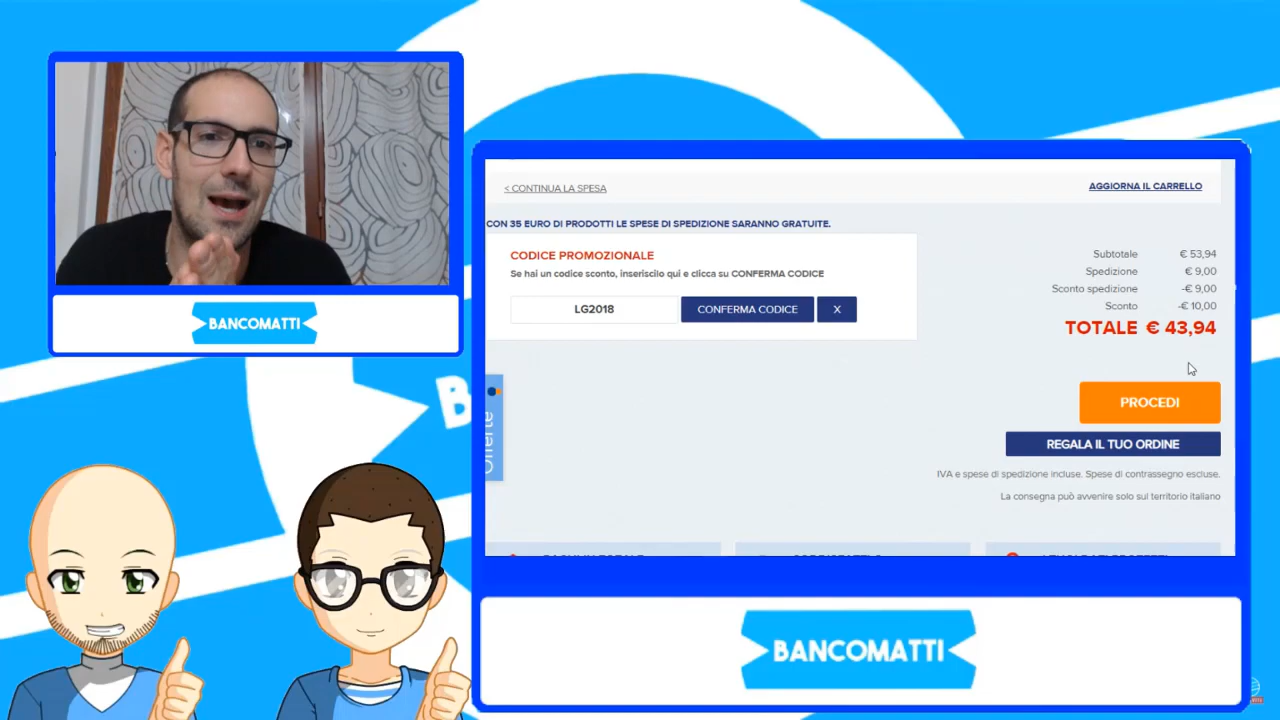 BANCOMATTI
< CONTINUA LA SPESA
AGGIORNA IL CARRELLO
CON 35 EURO DI PRODOTTI LE SPESE DI SPEDIZIONE SARANNO GRATUITE.
CODICE PROMOZIONALE
Se hai un codice sconto, inseriscilo qui e clicca su CONFERMA CODICE
LG2018
CONFERMA CODICE
X
Subtotale € 53,94
Spedizione € 9,00
Sconto spedizione -€ 9,00
Sconto -€ 10,00
TOTALE € 43,94
PROCEDI
REGALA IL TUO ORDINE
IVA e spese di spedizione incluse. Spese di contrassegno escluse.
La consegna può avvenire solo sul territorio italiano
Offerte
B
BANCOMATTI